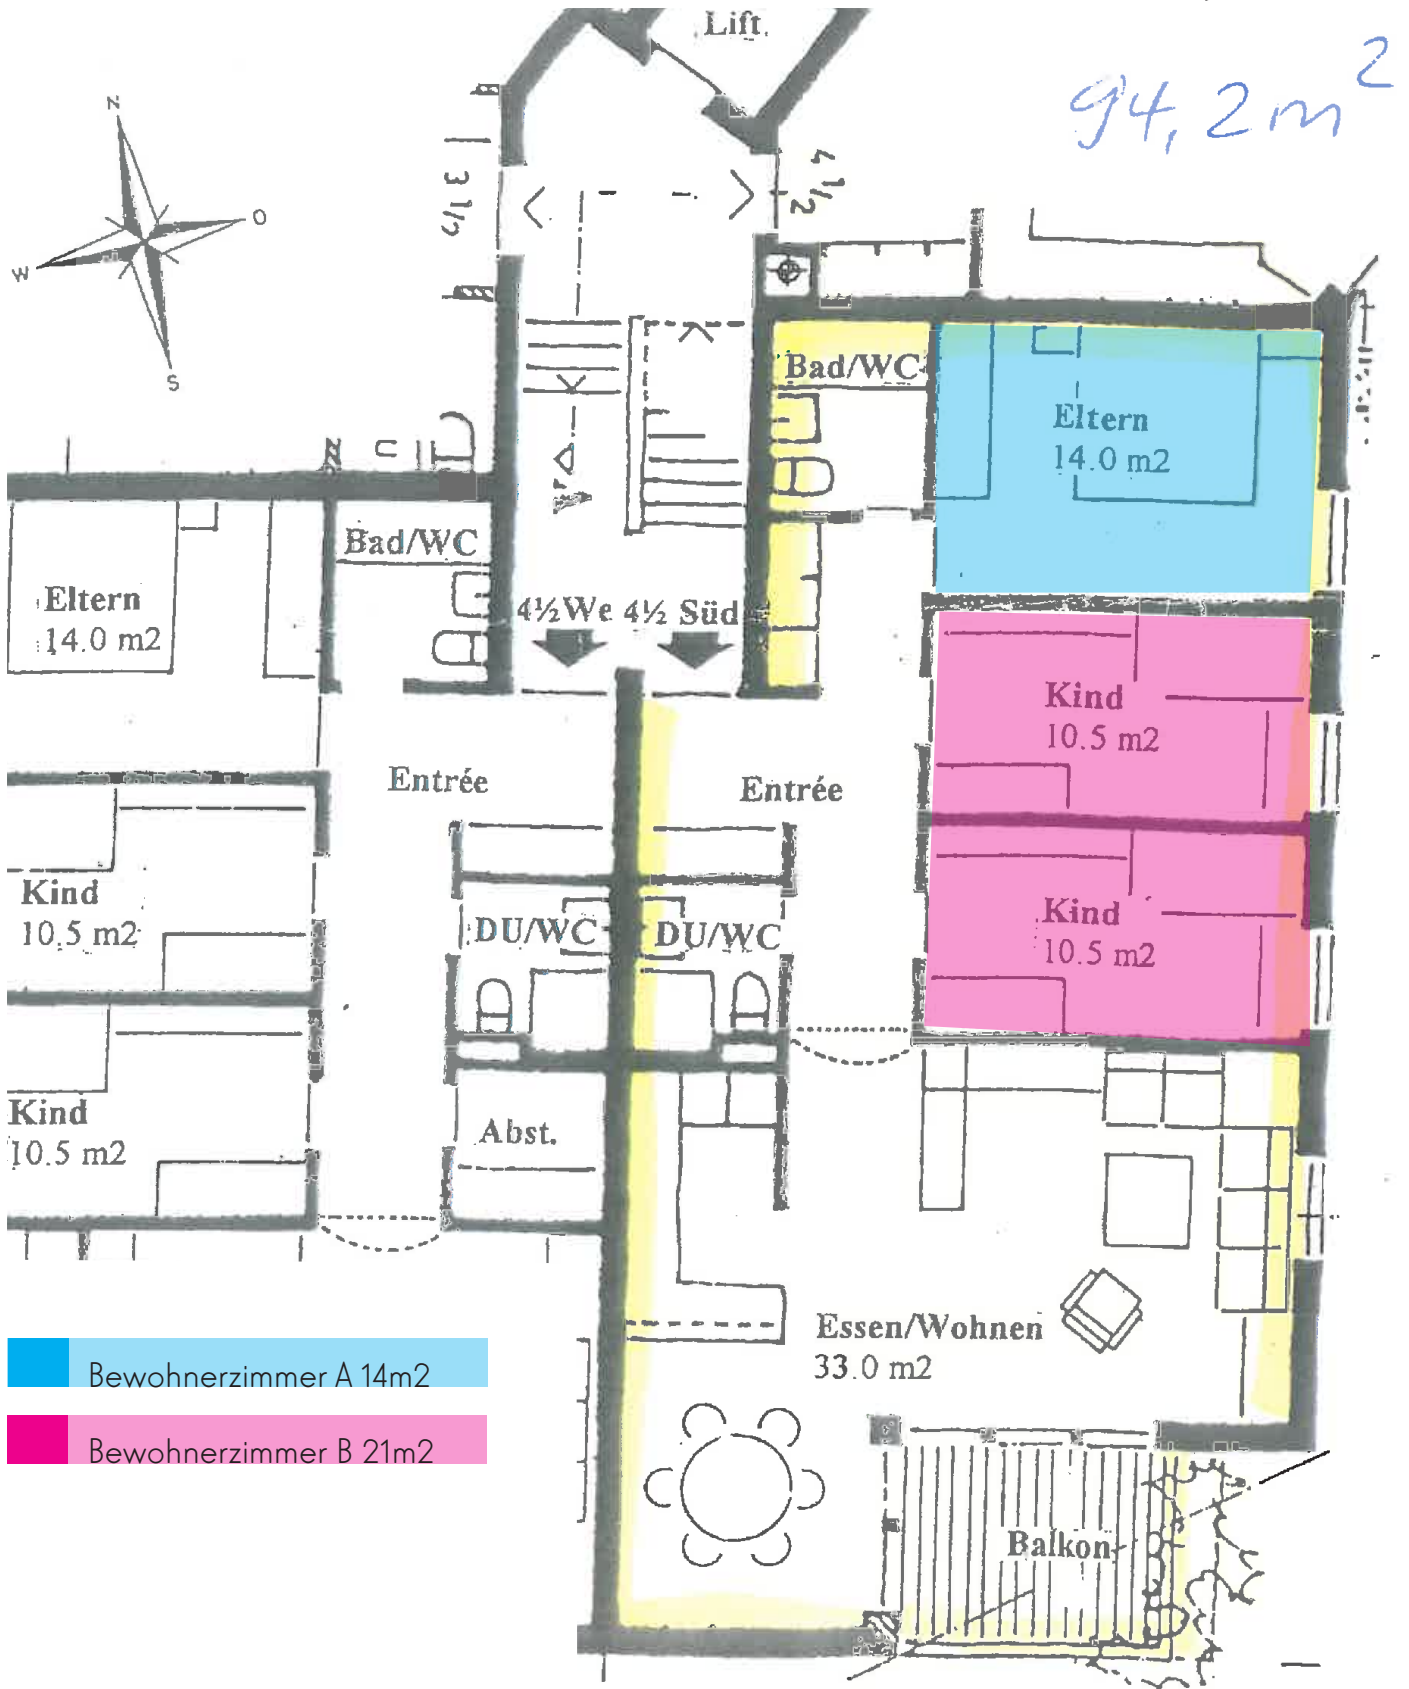 Lift
94,2 m²
N
O
W
S
3 1/2
4 1/2
Bad/WC
Eltern
14.0 m2
Bad/WC
Eltern
14.0 m2
4½We 4½ Süd
Kind
10.5 m2
Entrée
Entrée
Kind
10.5 m2
Kind
10.5 m2
DU/WC
DU/WC
Kind
10.5 m2
Abst.
Essen/Wohnen
33.0 m2
Bewohnerzimmer A 14m2
Bewohnerzimmer B 21m2
Balkon